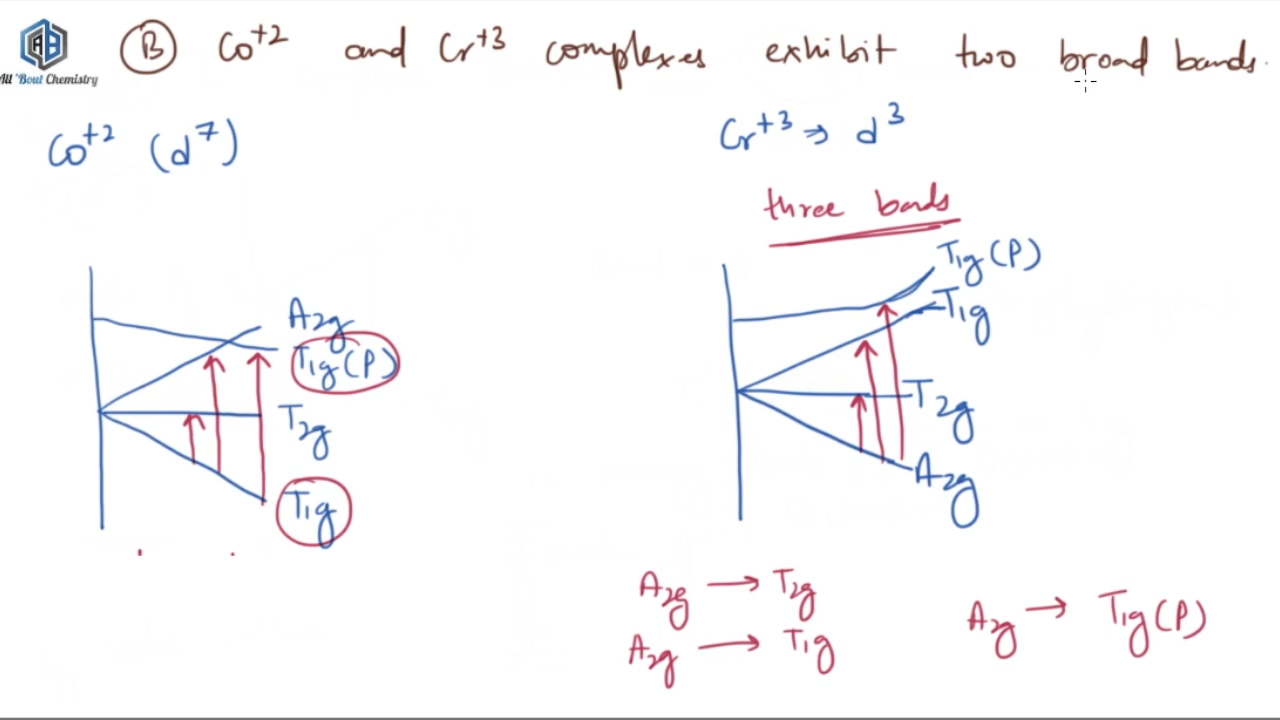 AB
All 'Bout Chemistry
B Co+2 and Cr+3 complexes exhibit two broad bands.
Co+2 (d7)
Cr+3 → d3
three bands
A2g
T1g(P)
T2g
T1g
T1g(P)
T1g
T2g
A2g
A2g → T2g
A2g → T1g
A2g → T1g(P)